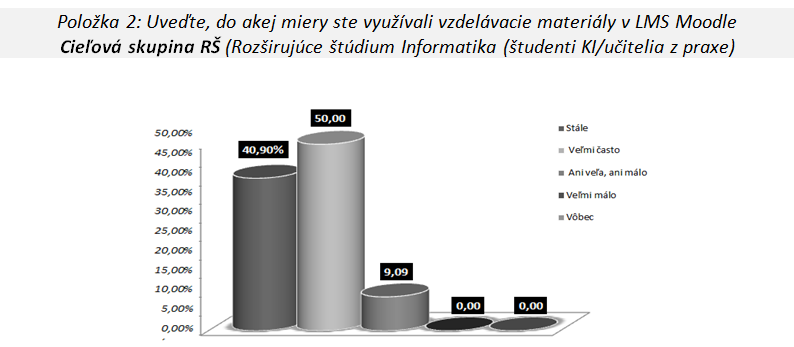 Položka 2: Uveďte, do akej miery ste využívali vzdelávacie materiály v LMS Moodle
Cieľová skupina RŠ (Rozširujúce štúdium Informatika (študenti KI/učitelia z praxe)
50,00%
45,00%
40,00%
35,00%
30,00%
25,00%
20,00%
15,00%
10,00%
5,00%
0,00%
40,90%
50,00
9,09
0,00
0,00
Stále
Veľmi často
Ani veľa, ani málo
Veľmi málo
Vôbec